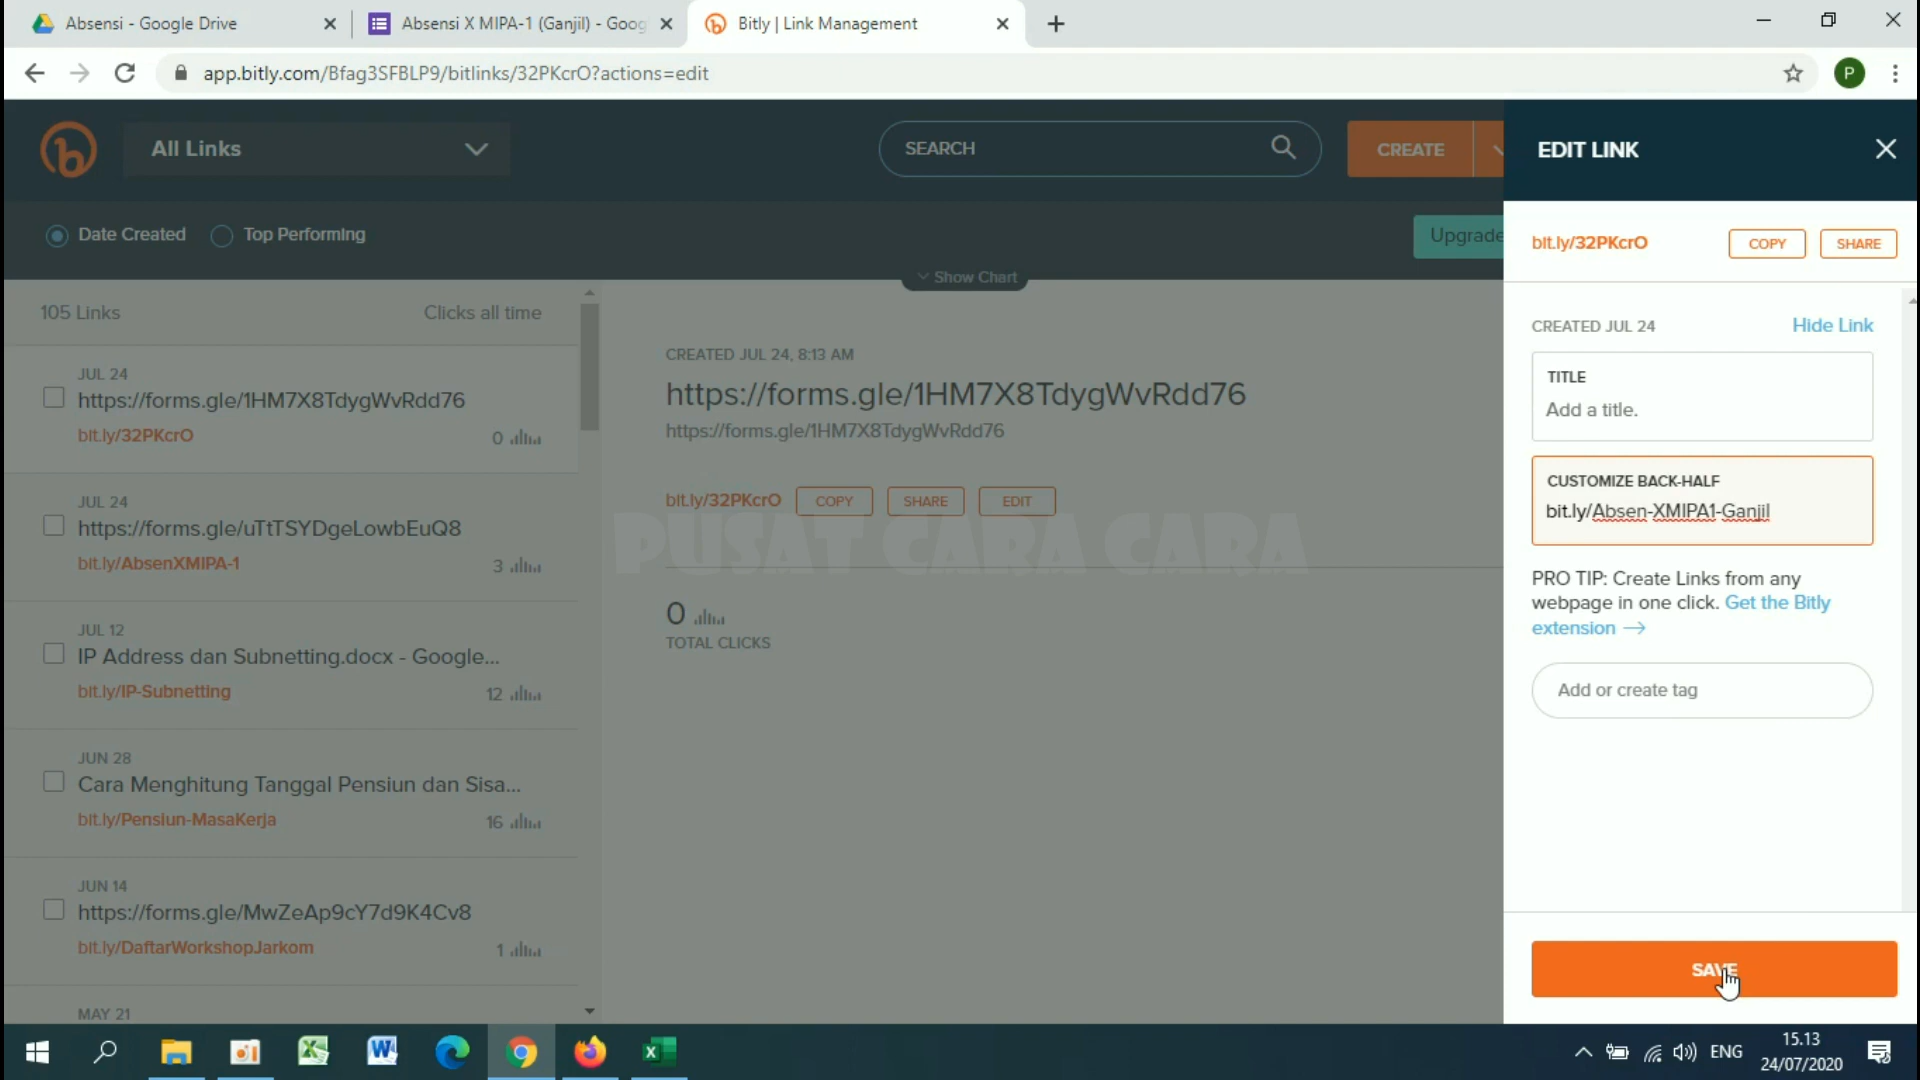 Absensi - Google Drive
Absensi X MIPA-1 (Ganjil) - Goog
Bitly | Link Management
app.bitly.com/Bfag3SFBLP9/bitlinks/32PKcrO?actions=edit
P
b
All Links
SEARCH
CREATE
EDIT LINK
Date Created
Top Performing
Upgrade
Show Chart
bit.ly/32PKcrO
COPY
SHARE
105 Links
Clicks all time
CREATED JUL 24
Hide Link
TITLE
Add a title.
CUSTOMIZE BACK-HALF
bit.ly/Absen-XMIPA1-Ganjil
PRO TIP: Create Links from any
webpage in one click. Get the Bitly
extension →
Add or create tag
SAVE
JUL 24
https://forms.gle/1HM7X8TdygWvRdd76
bit.ly/32PKcrO
0
JUL 24
https://forms.gle/uTtTSYDgeLowbEuQ8
bit.ly/AbsenXMIPA-1
3
JUL 12
IP Address dan Subnetting.docx - Google...
bit.ly/IP-Subnetting
12
JUN 28
Cara Menghitung Tanggal Pensiun dan Sisa...
bit.ly/Pensiun-MasaKerja
16
JUN 14
https://forms.gle/MwZeAp9cY7d9K4Cv8
bit.ly/DaftarWorkshopJarkom
1
MAY 21
CREATED JUL 24, 8:13 AM
https://forms.gle/1HM7X8TdygWvRdd76
https://forms.gle/1HM7X8TdygWvRdd76
bit.ly/32PKcrO
COPY
SHARE
EDIT
PUSAT CARA CARA
0
TOTAL CLICKS
ENG
15.13
24/07/2020